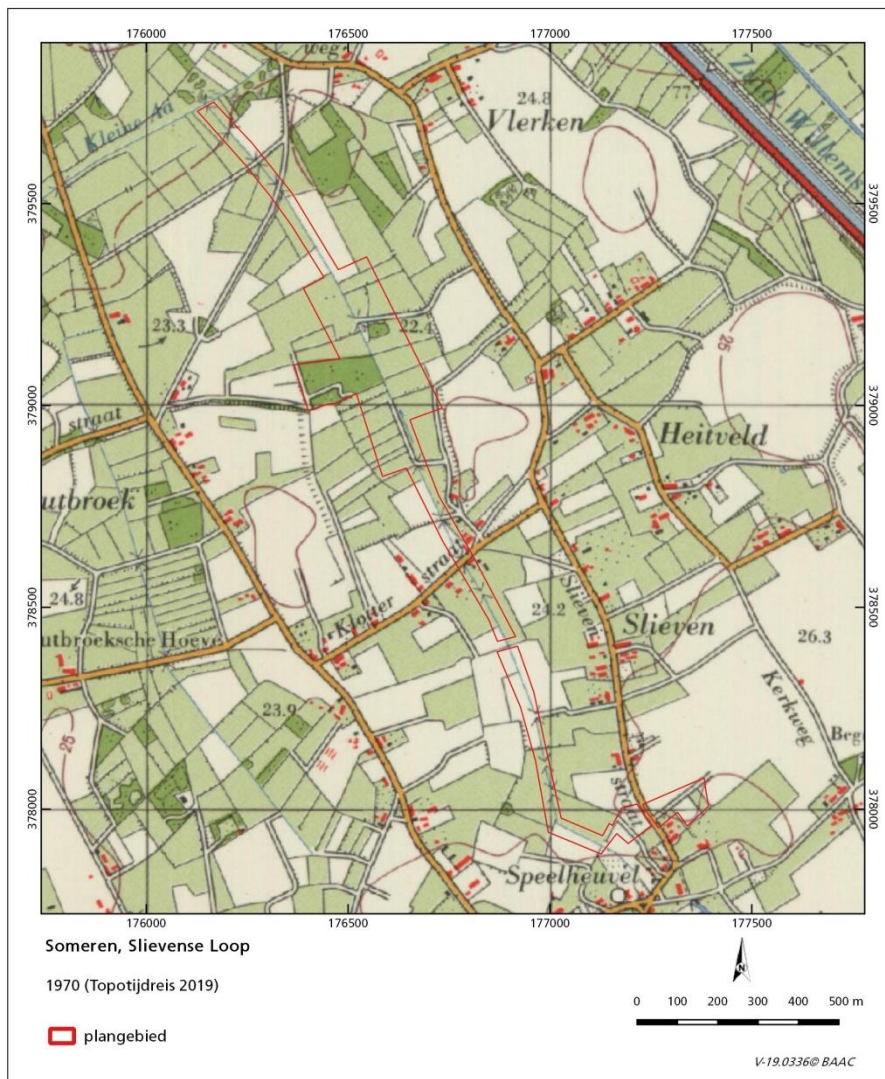 176000
176500
177000
177500
379500
379000
378500
378000
379500
379000
378500
378000
weg
Kleine Aa
24.8
Vlerken
77
Zuid Willems
23.3
22.4
25
straat
Heitveld
utbroek
24.8
straat
Klotter
24.2
Slieven
Slieven
26.3
utbroeksche Hoeve
Kerkweg
23.9
25
Beg
straat
Speelheuvel
176000
176500
177000
177500
Someren, Slievense Loop
1970 (Topotijdreis 2019)
plangebied
0 100 200 300 400 500 m
V-19.0336© BAAC